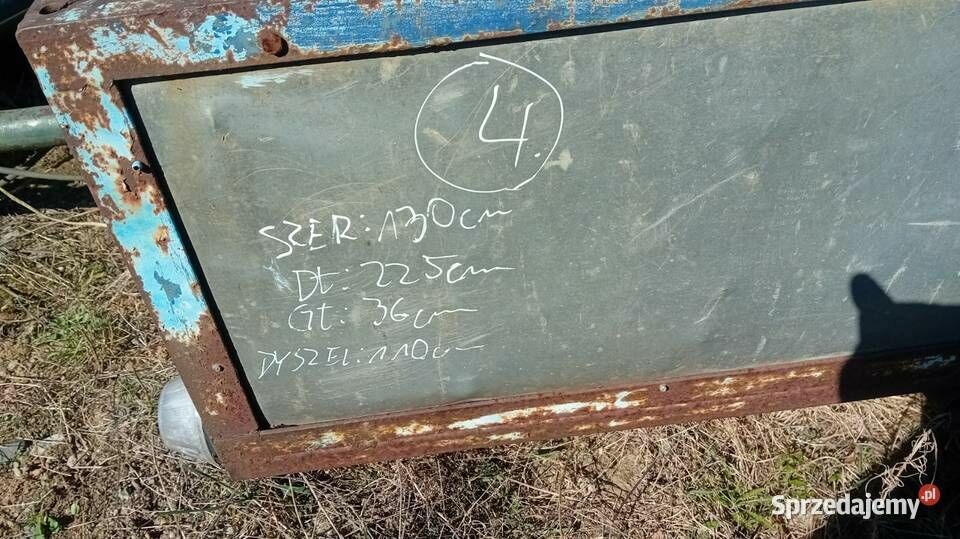 4.
SZER: 130cm
Dł: 225cm
Gł: 36cm
DYSZEL: 110cm
Sprzedajemy.pl